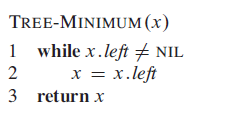 TREE-MINIMUM(x)
1 while x.left ≠ NIL
2 x = x.left
3 return x